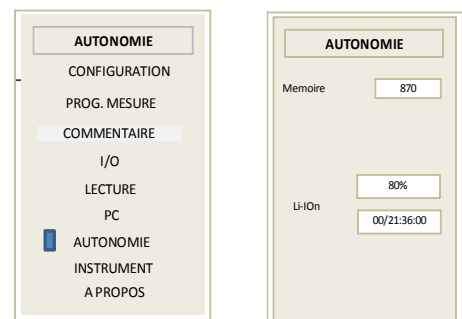 AUTONOMIE
CONFIGURATION
PROG. MESURE
COMMENTAIRE
I/O
LECTURE
PC
AUTONOMIE
INSTRUMENT
A PROPOS
AUTONOMIE
Memoire 870
80%
Li-IOn
00/21:36:00